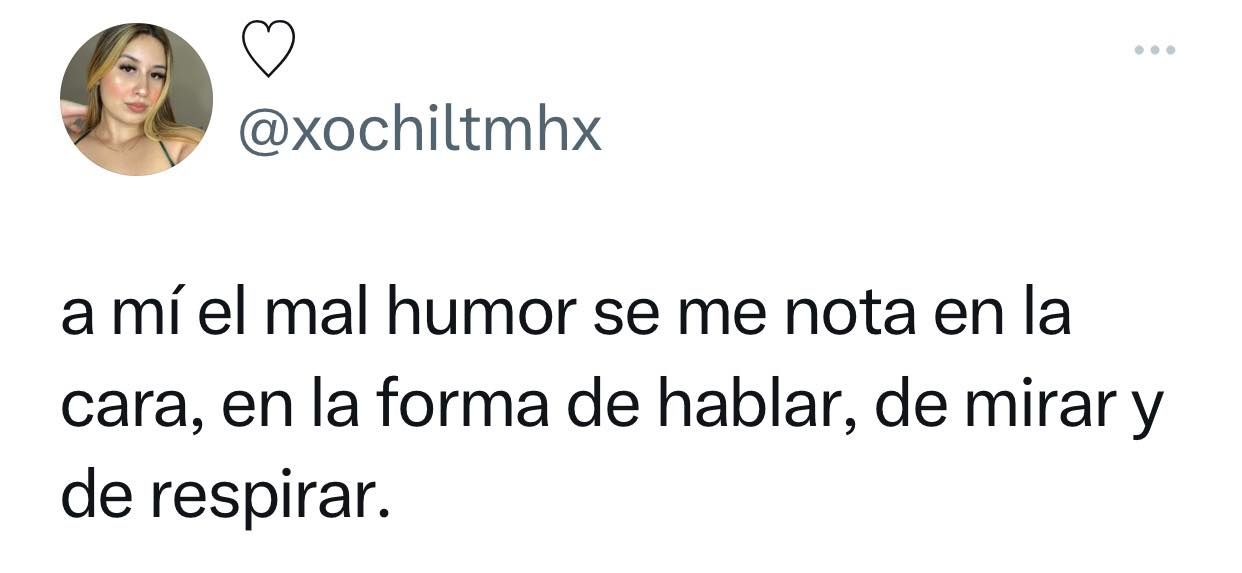 ♡
@xochiltmhx
a mí el mal humor se me nota en la
cara, en la forma de hablar, de mirar y
de respirar.